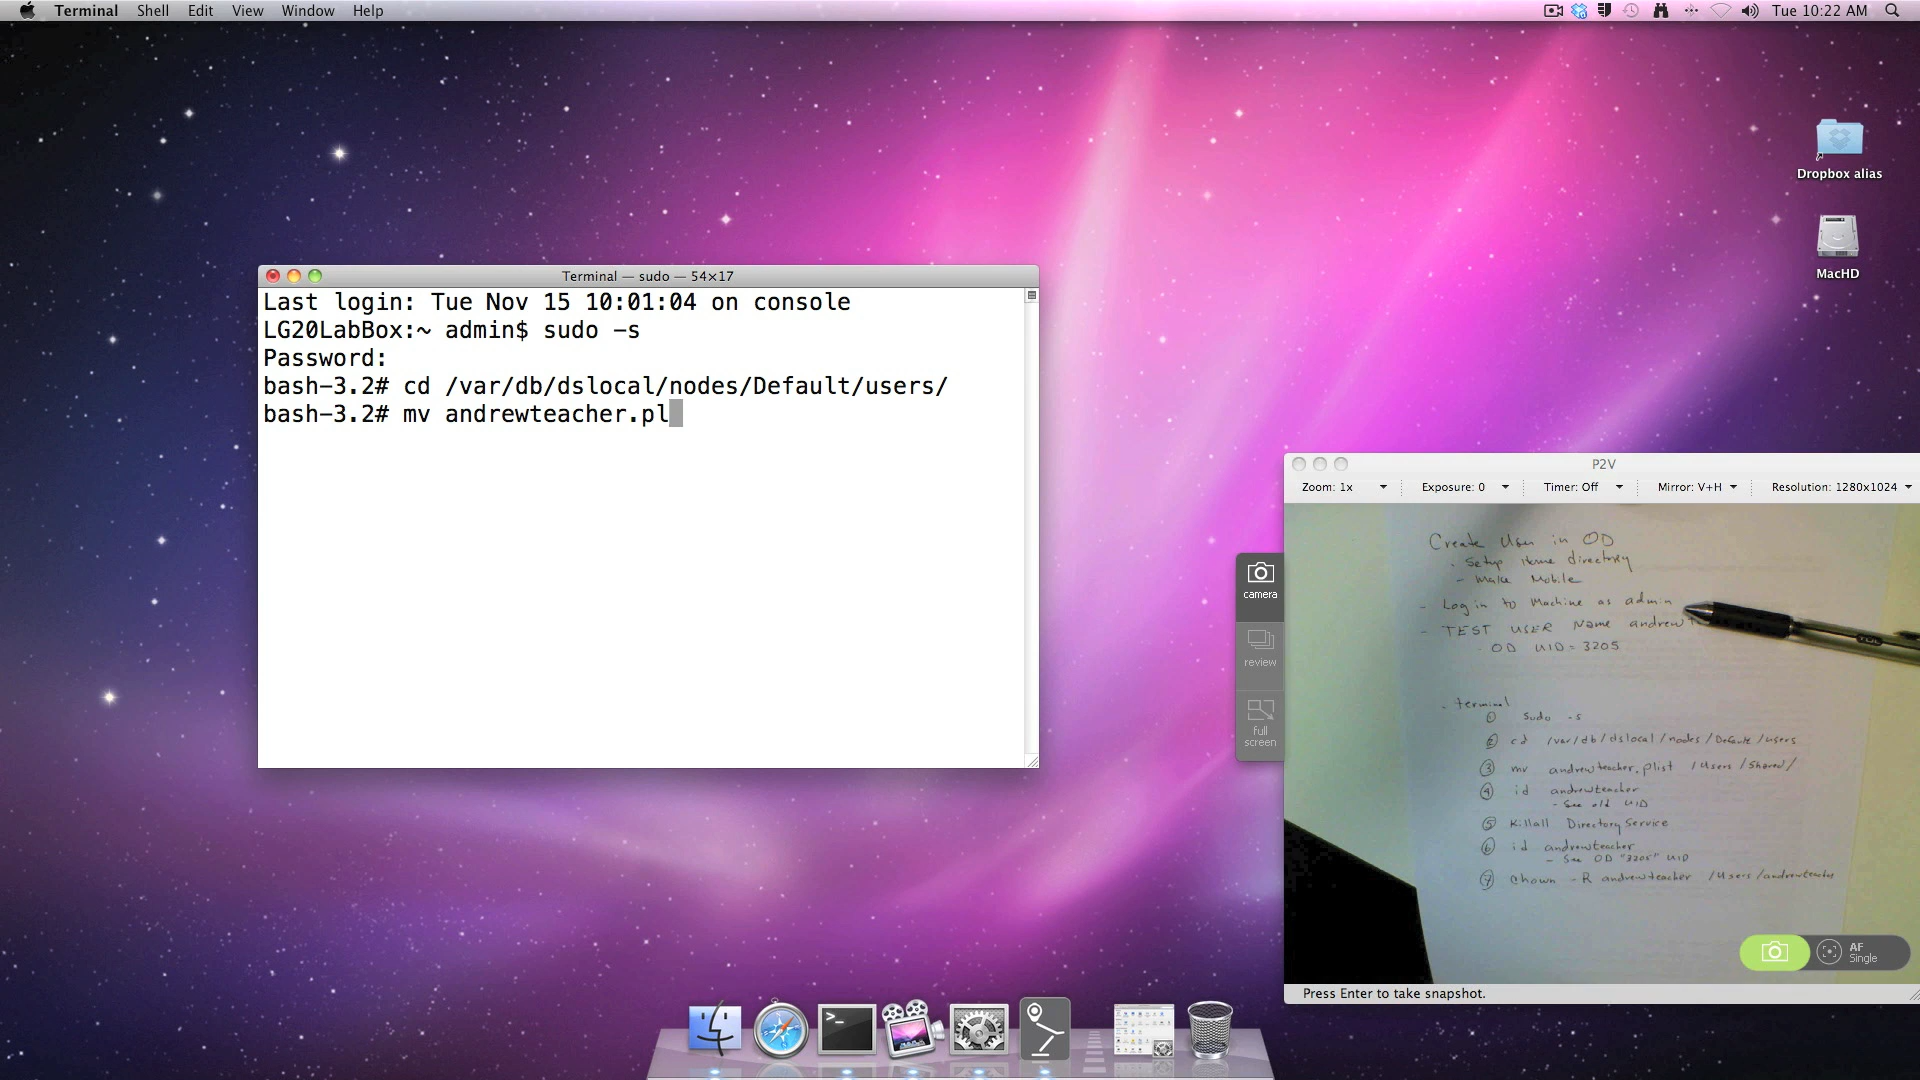 Terminal Shell Edit View Window Help
Tue 10:22 AM
Dropbox alias
MacHD
Terminal — sudo — 54×17
Last login: Tue Nov 15 10:01:04 on console
LG20LabBox:~ admin$ sudo -s
Password:
bash-3.2# cd /var/db/dslocal/nodes/Default/users/
bash-3.2# mv andrewteacher.pl
P2V
Zoom: 1x Exposure: 0 Timer: Off Mirror: V+H Resolution: 1280x1024
camera
review
full
screen
Create User in OD
- Setup Home directory
- Make Mobile
- Log in to Machine as admin
- TEST USER Name andrewt
- OD UID = 3205
- terminal
① sudo -s
② cd /var/db/dslocal/nodes/Default/users
③ mv andrewteacher.plist /Users/Shared/
④ id andrewteacher
- See old UID
⑤ Killall DirectoryService
⑥ id andrewteacher
- See OD "3205" UID
⑦ chown -R andrewteacher /Users/andrewteacher
AF
Single
Press Enter to take snapshot.